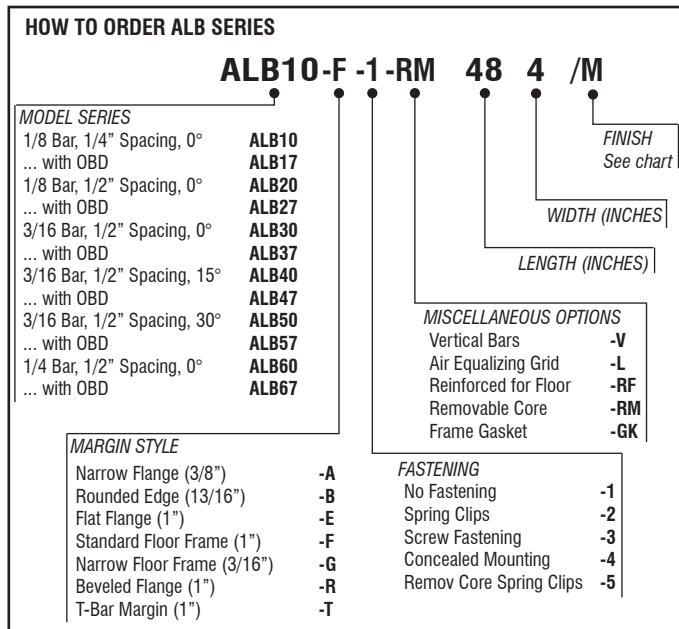 HOW TO ORDER ALB SERIES
ALB10-F -1 -RM 48 4 /M
MODEL SERIES
1/8 Bar, 1/4” Spacing, 0° ALB10
... with OBD ALB17
1/8 Bar, 1/2” Spacing, 0° ALB20
... with OBD ALB27
3/16 Bar, 1/2” Spacing, 0° ALB30
... with OBD ALB37
3/16 Bar, 1/2” Spacing, 15° ALB40
... with OBD ALB47
3/16 Bar, 1/2” Spacing, 30° ALB50
... with OBD ALB57
1/4 Bar, 1/2” Spacing, 0° ALB60
... with OBD ALB67
FINISH
See chart
WIDTH (INCHES
LENGTH (INCHES)
MISCELLANEOUS OPTIONS
Vertical Bars -V
Air Equalizing Grid -L
Reinforced for Floor -RF
Removable Core -RM
Frame Gasket -GK
MARGIN STYLE
Narrow Flange (3/8”) -A
Rounded Edge (13/16”) -B
Flat Flange (1”) -E
Standard Floor Frame (1”) -F
Narrow Floor Frame (3/16”) -G
Beveled Flange (1”) -R
T-Bar Margin (1”) -T
FASTENING
No Fastening -1
Spring Clips -2
Screw Fastening -3
Concealed Mounting -4
Remov Core Spring Clips -5